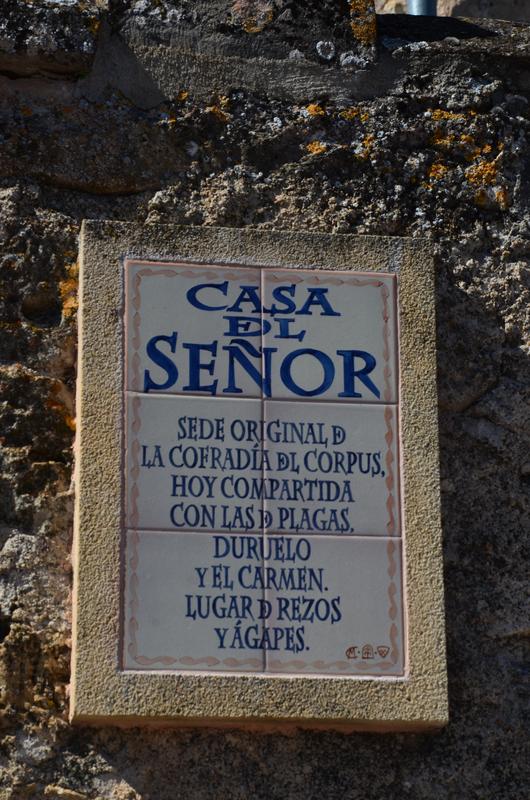 CASA
DL
SEÑOR
SEDE ORIGINAL D
LA COFRADÍA DL CORPUS,
HOY COMPARTIDA
CON LAS D PLAGAS,
DURUELO
Y EL CARMEN.
LUGAR D REZOS
Y ÁGAPES.